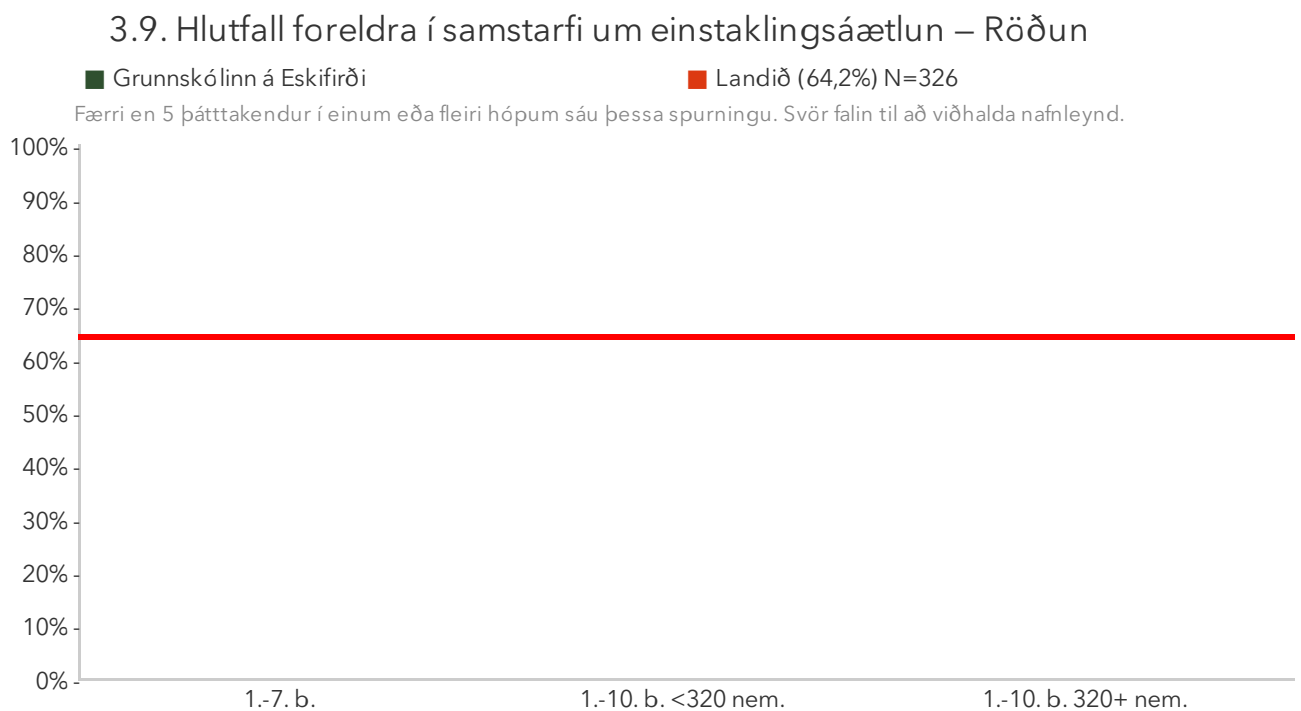 3.9. Hlutfall foreldra í samstarfi um einstaklingsáætlun – Röðun
Grunnskólinn á Eskifirði
Landið (64,2%) N=326
Færri en 5 þátttakendur í einum eða fleiri hópum sáu þessa spurningu. Svör falin til að viðhalda nafnleynd.
100%
90%
80%
70%
60%
50%
40%
30%
20%
10%
0%
1.-7. b.
1.-10. b. <320 nem.
1.-10. b. 320+ nem.